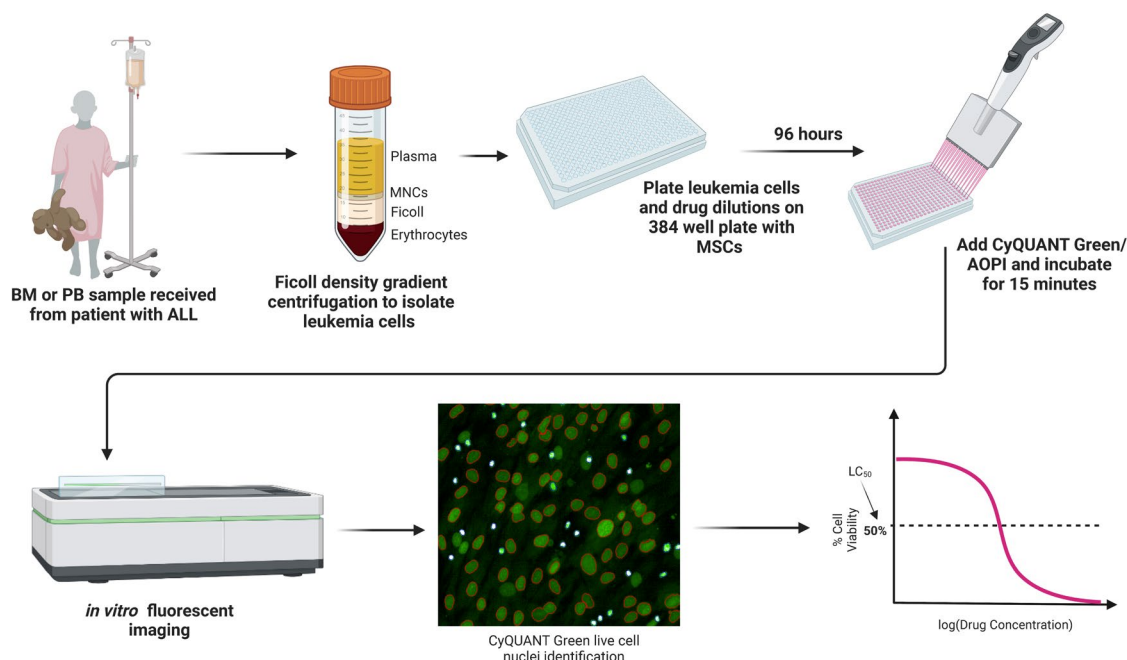 BM or PB sample received
from patient with ALL
Plasma
MNCs
Ficoll
Erythrocytes
Ficoll density gradient
centrifugation to isolate
leukemia cells
Plate leukemia cells
and drug dilutions on
384 well plate with
MSCs
96 hours
Add CyQUANT Green/
AOPI and incubate
for 15 minutes
in vitro fluorescent
imaging
CyQUANT Green live cell
nuclei identification
LC₅₀
% Cell
Viability
50%
log(Drug Concentration)